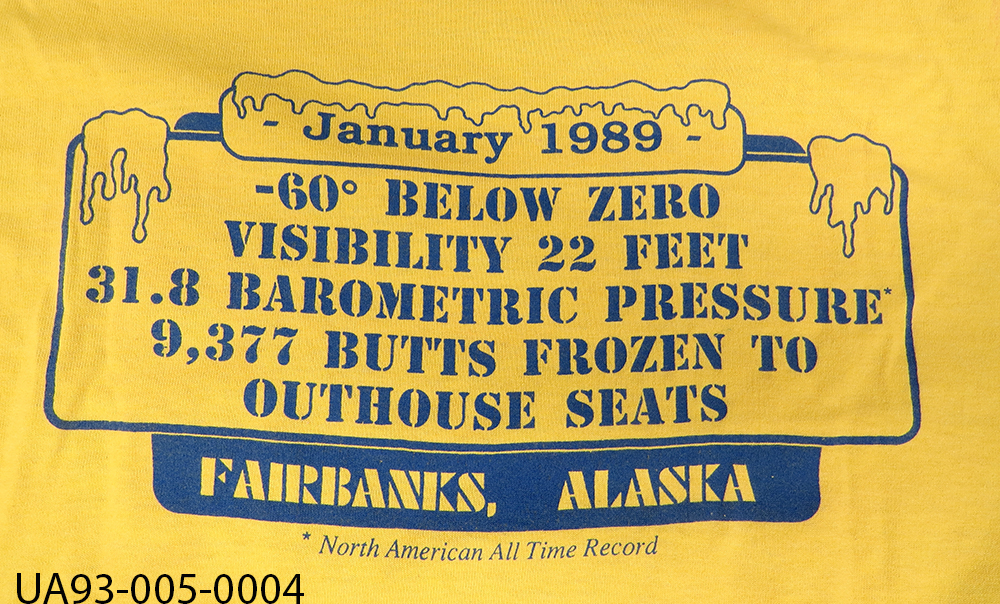 - January 1989 -
-60° BELOW ZERO
VISIBILITY 22 FEET
31.8 BAROMETRIC PRESSURE*
9,377 BUTTS FROZEN TO
OUTHOUSE SEATS
FAIRBANKS, ALASKA
* North American All Time Record
UA93-005-0004